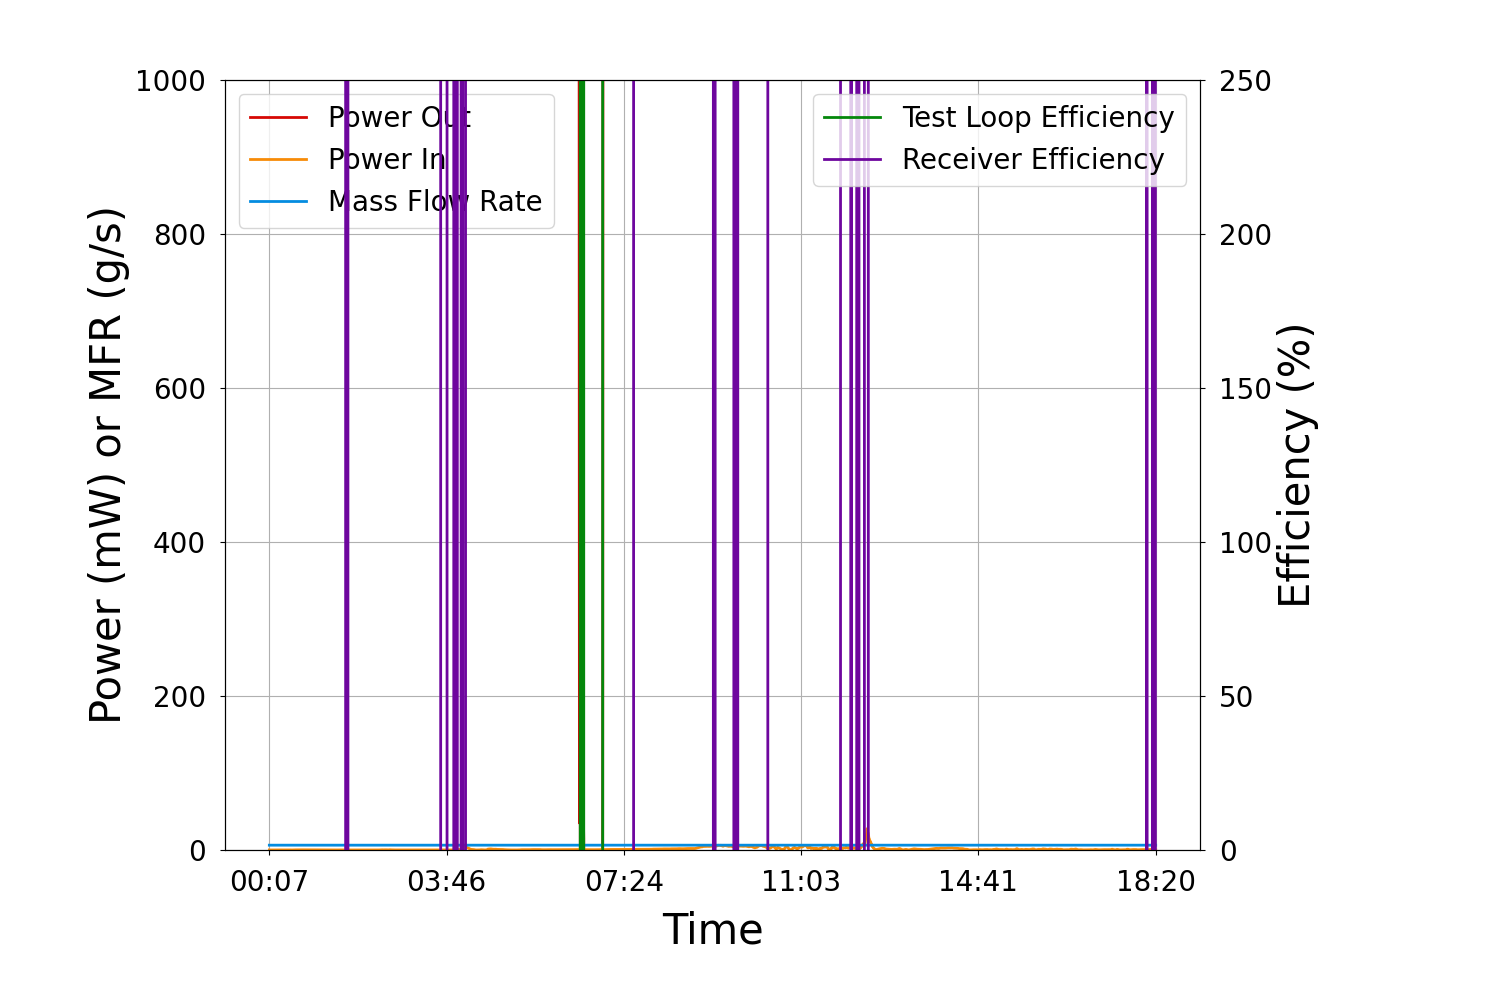 1000
800
600
400
200
0
Power (mW) or MFR (g/s)
Power Out
Power In
Mass Flow Rate
Test Loop Efficiency
Receiver Efficiency
250
200
150
100
50
0
Efficiency (%)
00:07 03:46 07:24 11:03 14:41 18:20
Time